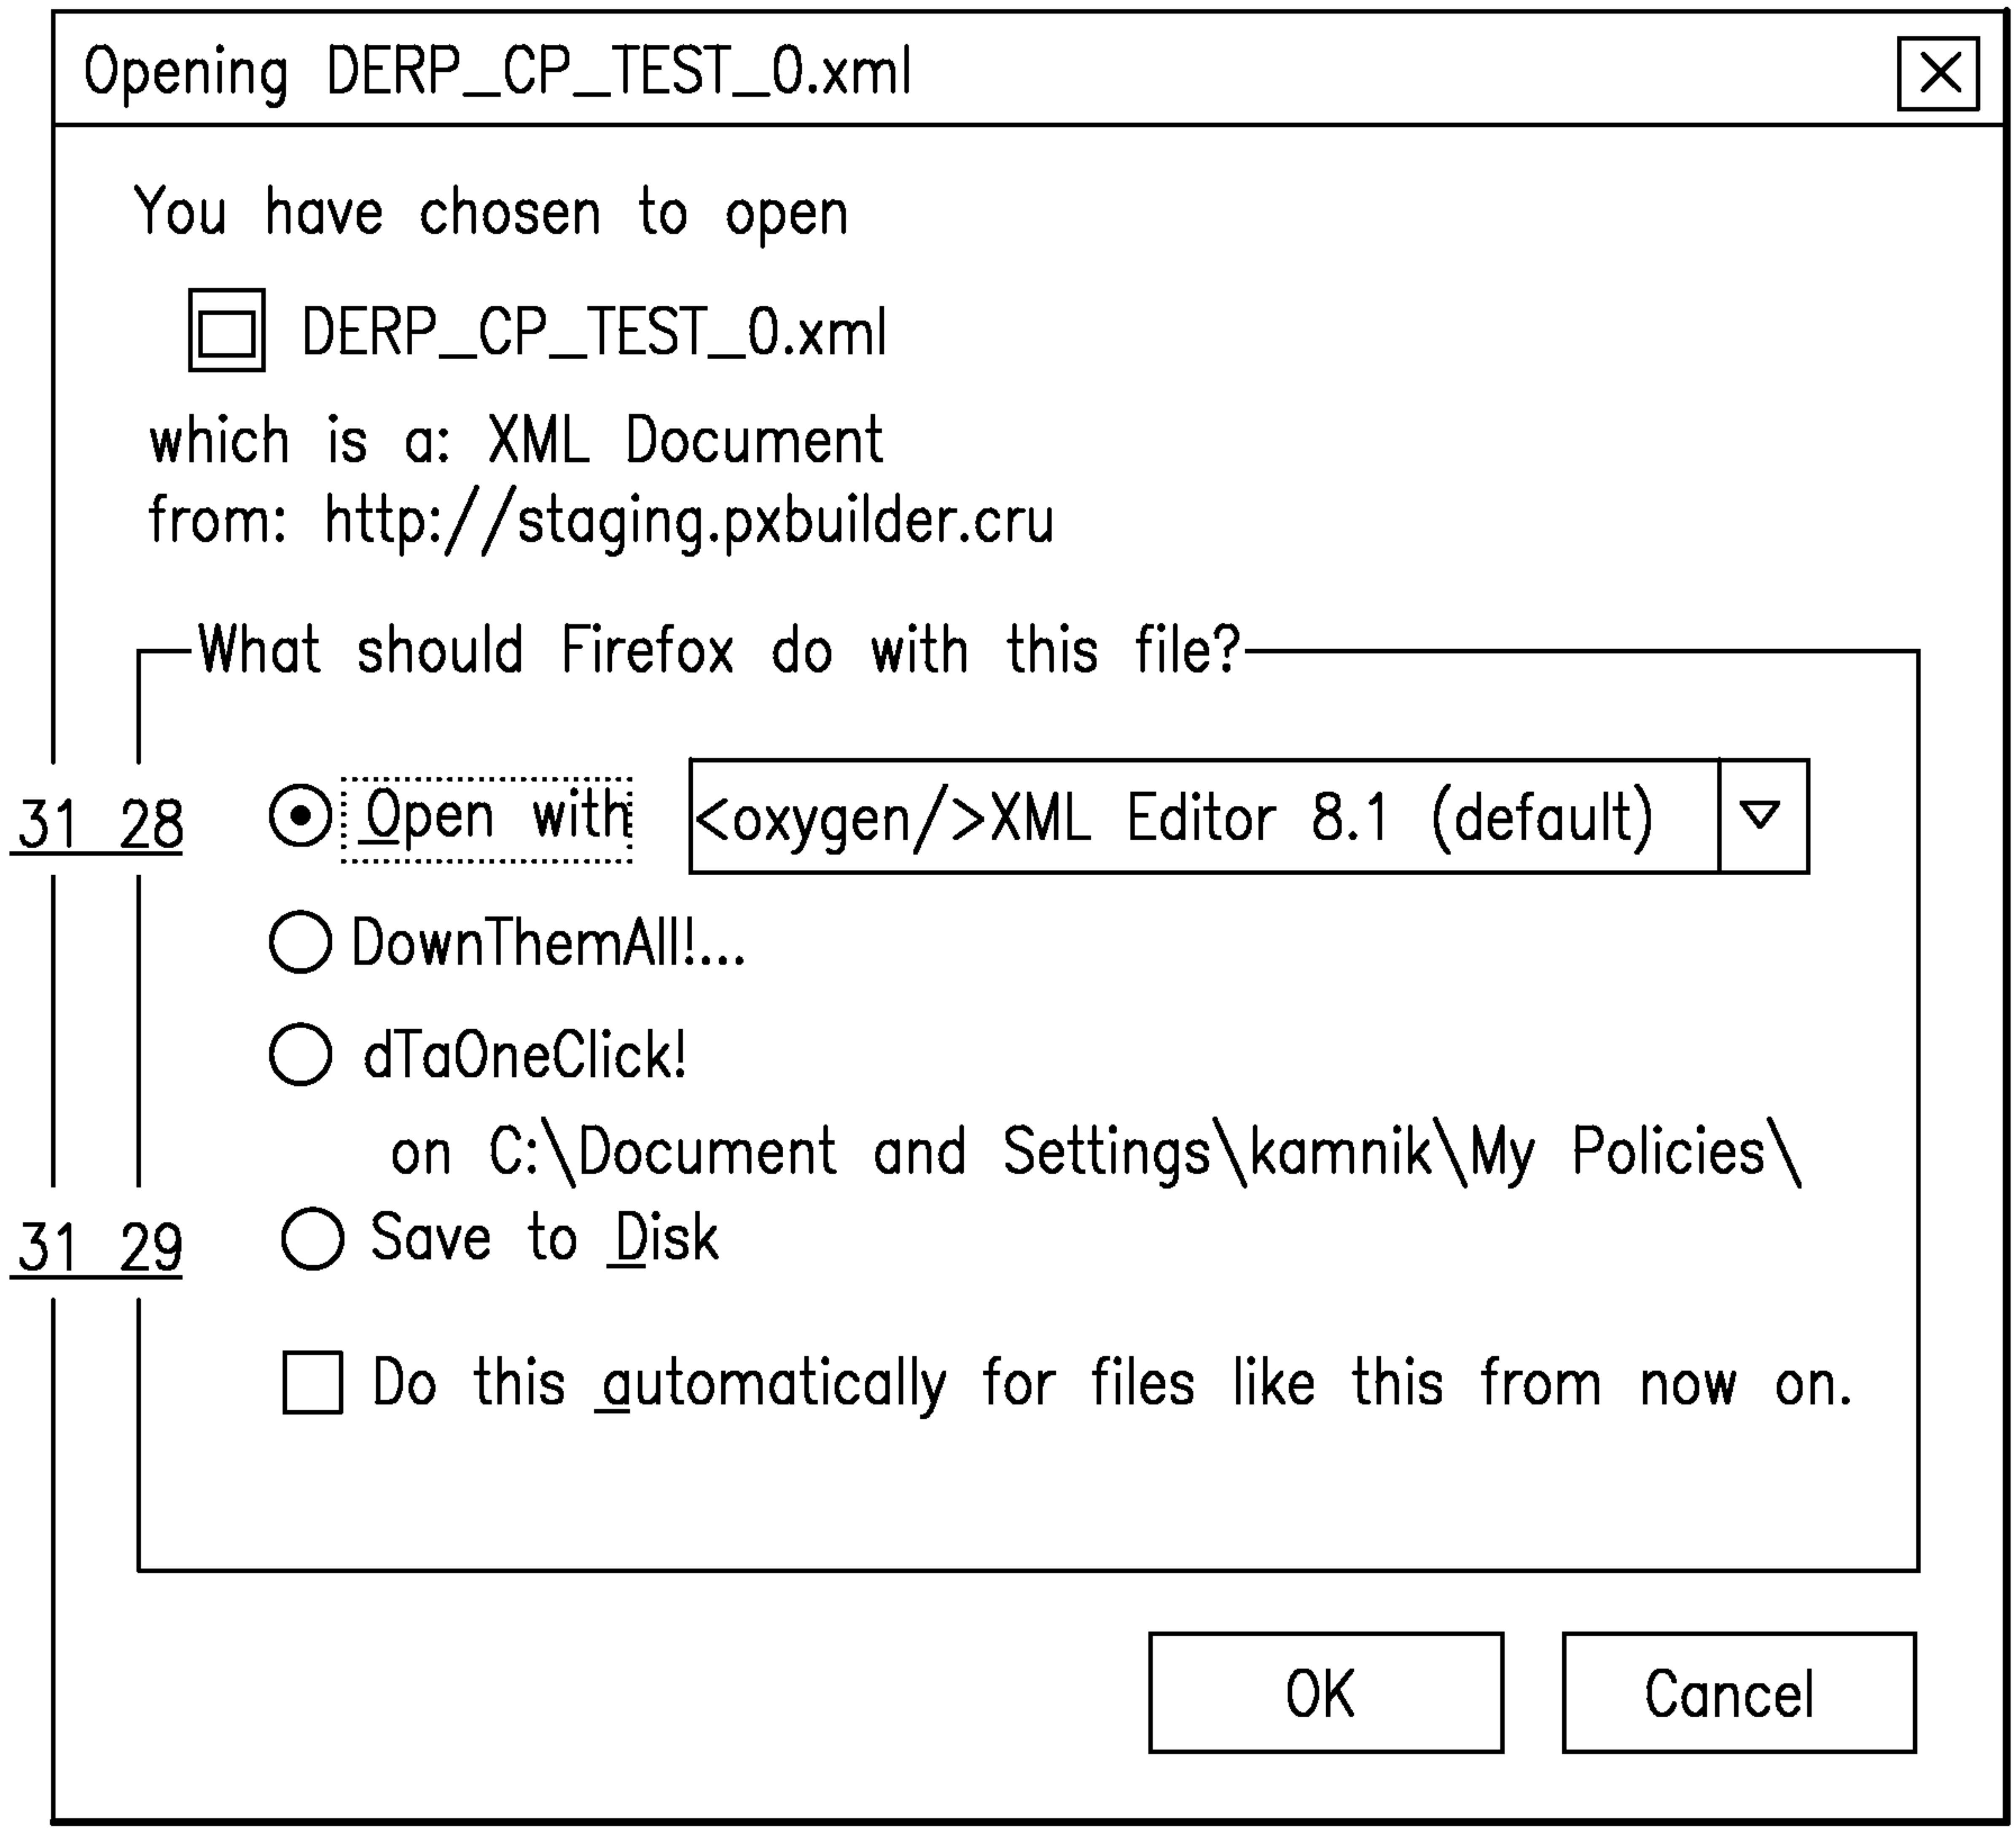 Opening DERP_CP_TEST_0.xml
You have chosen to open
DERP_CP_TEST_0.xml
which is a: XML Document
from: http://staging.pxbuilder.cru
What should Firefox do with this file?
31 28 Open with <oxygen/>XML Editor 8.1 (default)
DownThemAll!...
dTaOneClick!
on C:\Document and Settings\kamnik\My Policies\
31 29 Save to Disk
Do this automatically for files like this from now on.
OK Cancel